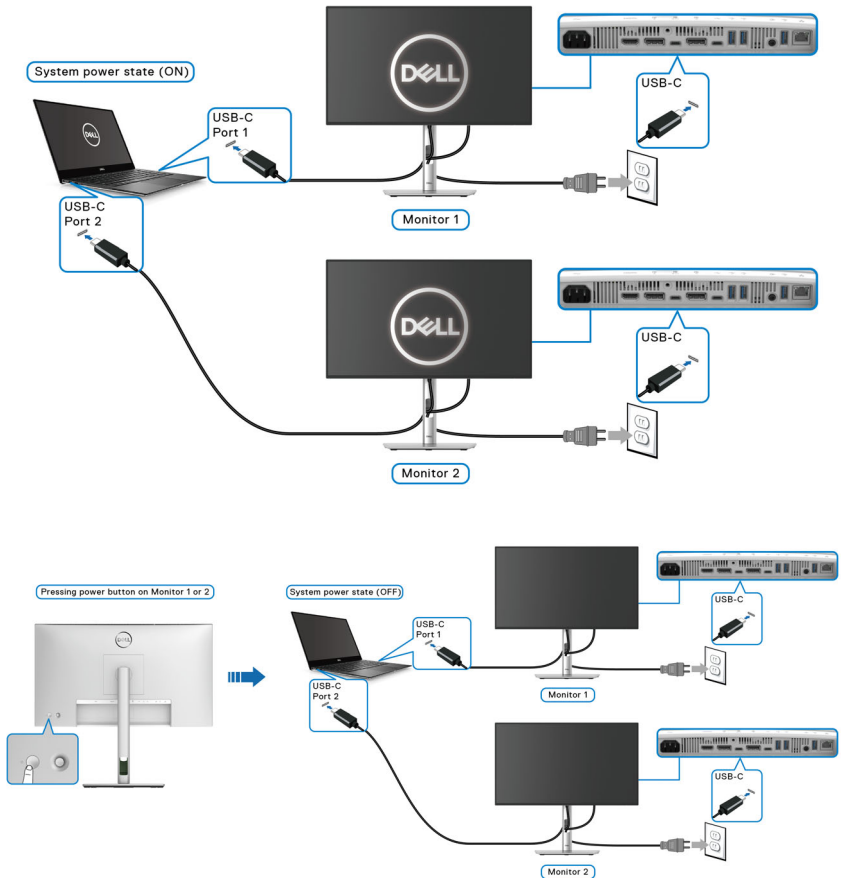 System power state (ON)
DELL
DELL
USB-C
Port 1
USB-C
Monitor 1
USB-C
Port 2
DELL
USB-C
Monitor 2
Pressing power button on Monitor 1 or 2
DELL
System power state (OFF)
USB-C
Port 1
USB-C
Monitor 1
USB-C
Port 2
USB-C
Monitor 2